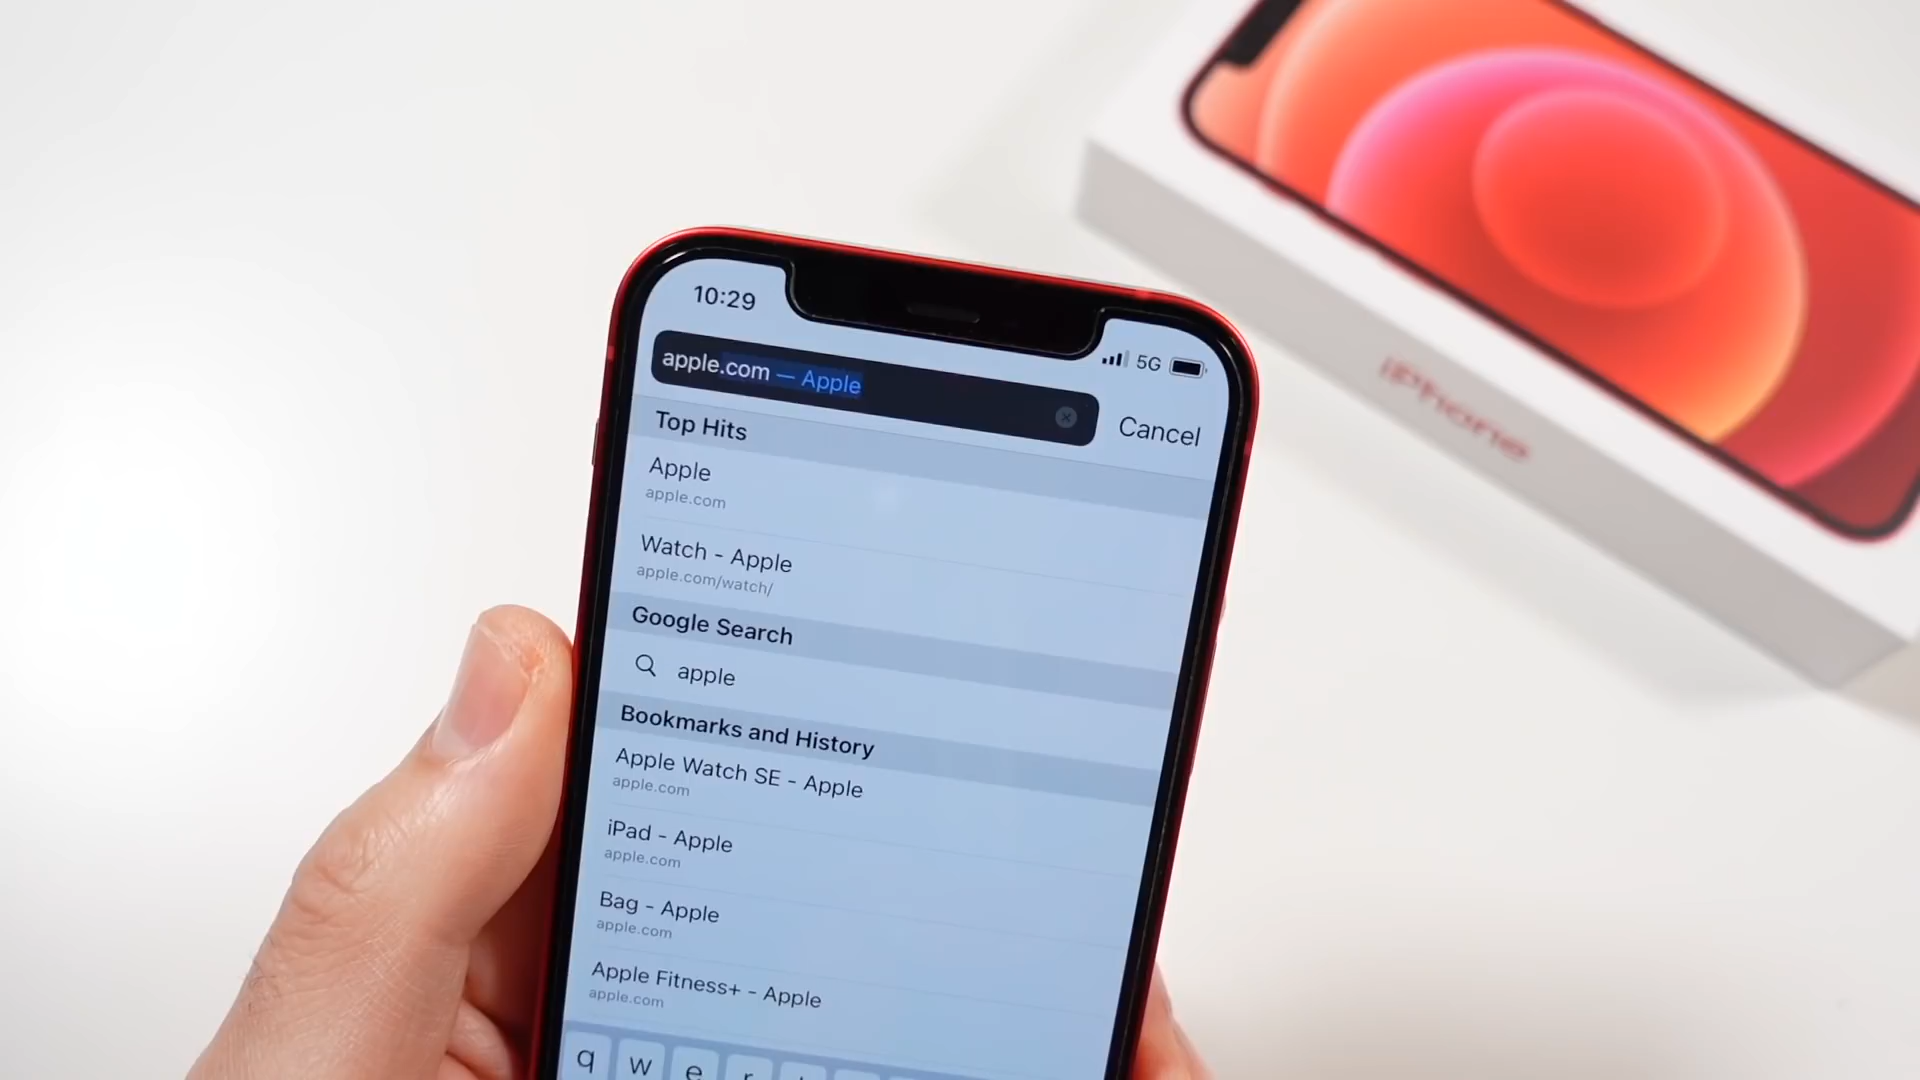 10:29
5G
apple.com — Apple
Cancel
Top Hits
Apple
apple.com
Watch - Apple
apple.com/watch/
Google Search
apple
Bookmarks and History
Apple Watch SE - Apple
apple.com
iPad - Apple
apple.com
Bag - Apple
apple.com
Apple Fitness+ - Apple
apple.com
q w e r
iPhone